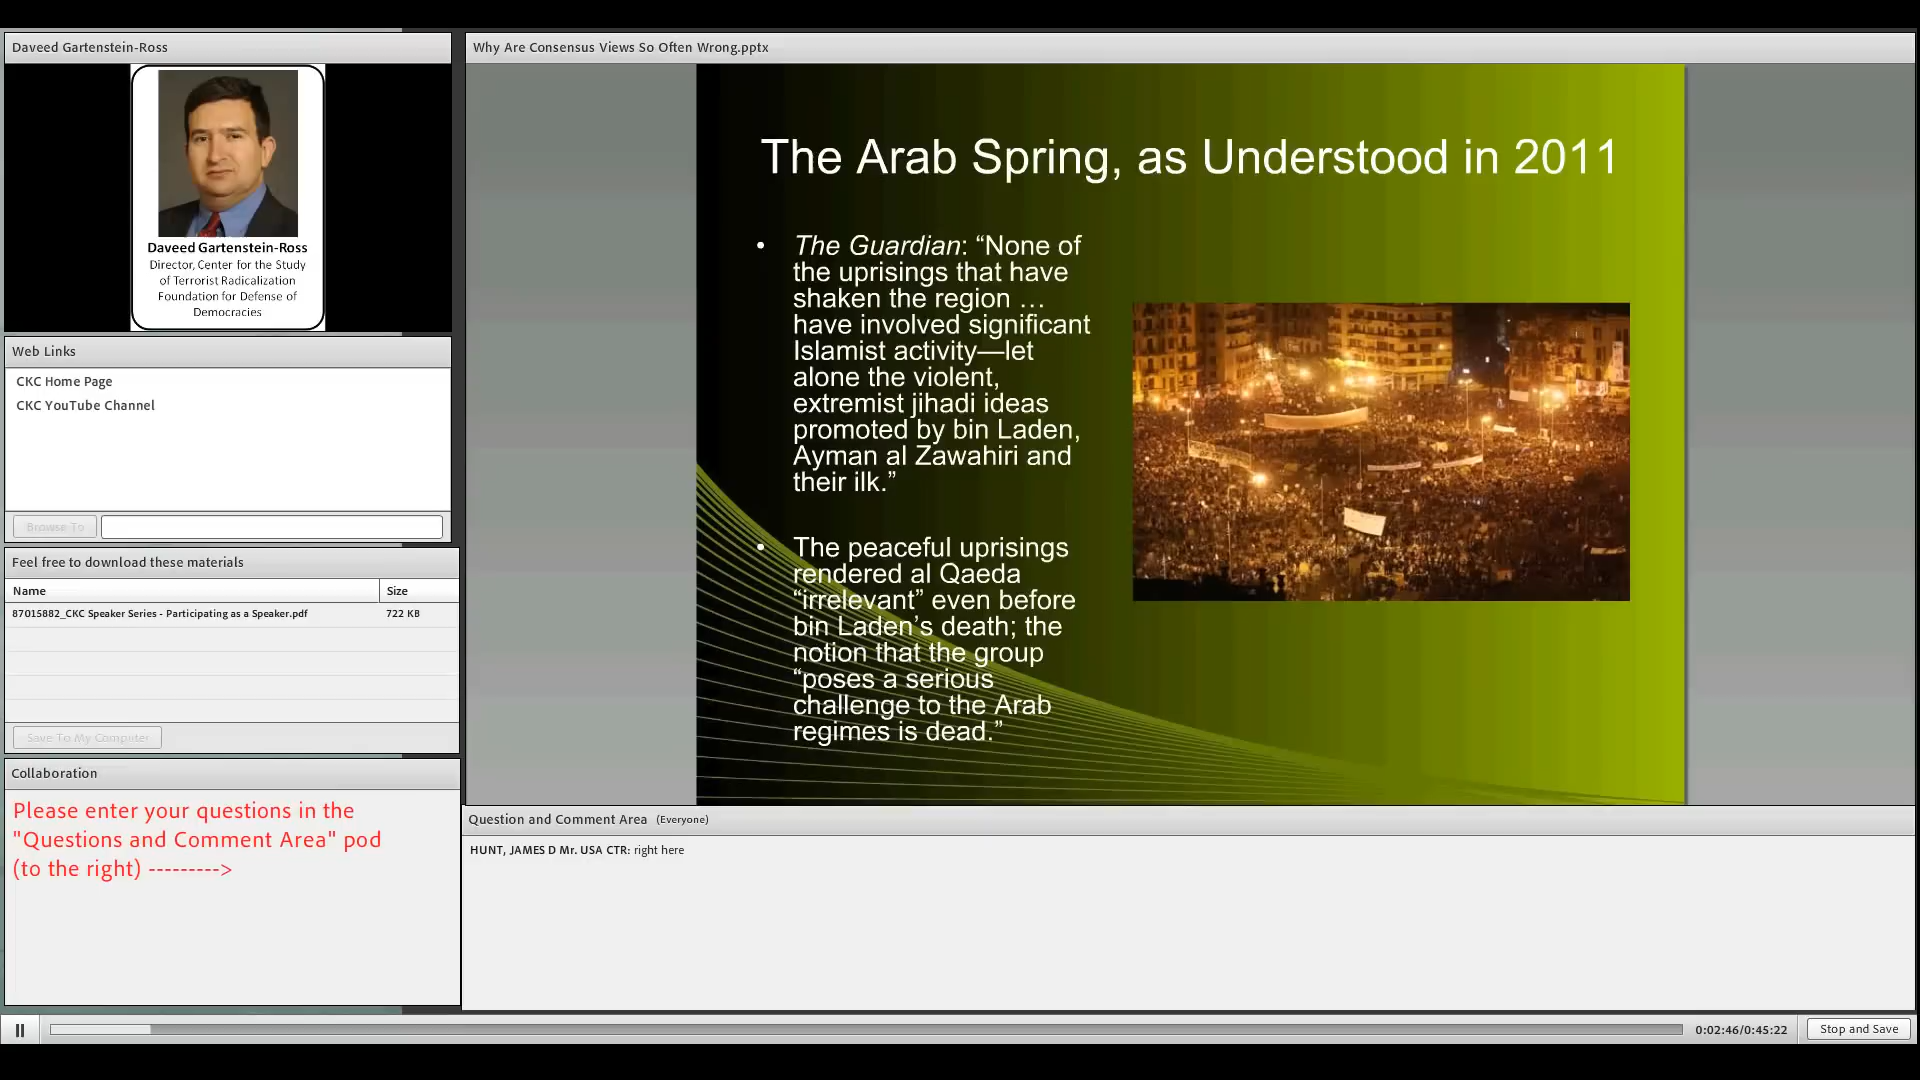 Daveed Gartenstein-Ross
Daveed Gartenstein-Ross
Director, Center for the Study
of Terrorist Radicalization
Foundation for Defense of
Democracies
Web Links
CKC Home Page
CKC YouTube Channel
Browse To
Feel free to download these materials
Name Size
87015882_CKC Speaker Series - Participating as a Speaker.pdf 722 KB
Save To My Computer
Collaboration
Please enter your questions in the
"Questions and Comment Area" pod
(to the right) --------->
Why Are Consensus Views So Often Wrong.pptx
The Arab Spring, as Understood in 2011
• The Guardian: “None of
the uprisings that have
shaken the region …
have involved significant
Islamist activity—let
alone the violent,
extremist jihadi ideas
promoted by bin Laden,
Ayman al Zawahiri and
their ilk.”
• The peaceful uprisings
rendered al Qaeda
“irrelevant” even before
bin Laden’s death; the
notion that the group
“poses a serious
challenge to the Arab
regimes is dead.”
Question and Comment Area (Everyone)
HUNT, JAMES D Mr. USA CTR: right here
0:02:46/0:45:22
Stop and Save